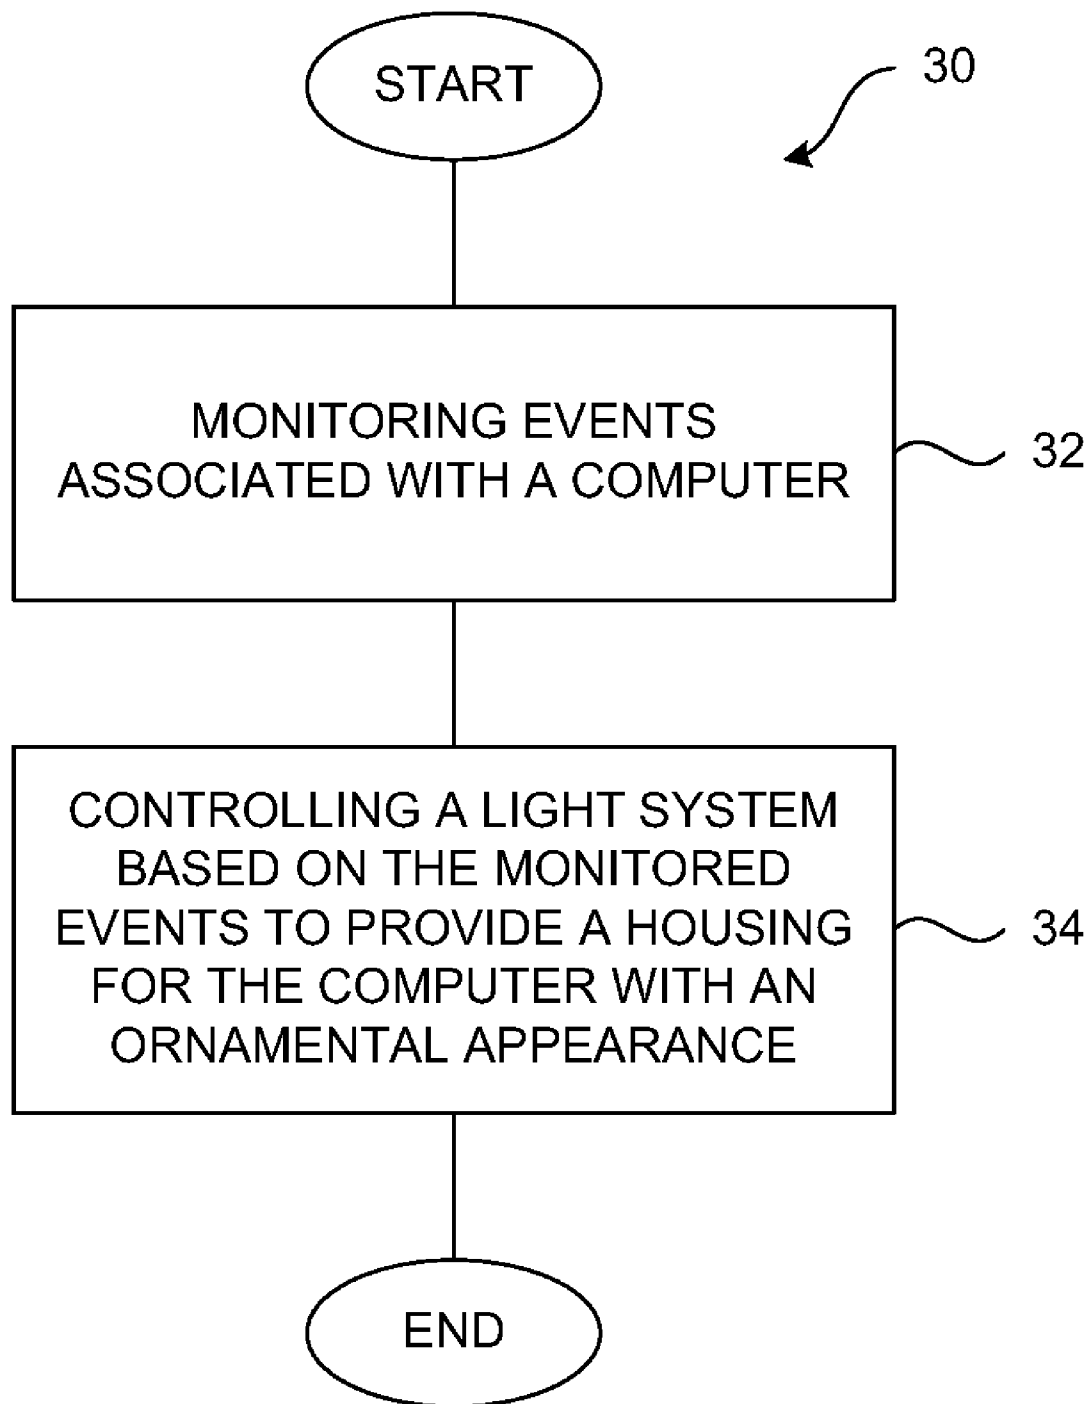 START
30
MONITORING EVENTS
ASSOCIATED WITH A COMPUTER
32
CONTROLLING A LIGHT SYSTEM
BASED ON THE MONITORED
EVENTS TO PROVIDE A HOUSING
FOR THE COMPUTER WITH AN
ORNAMENTAL APPEARANCE
34
END